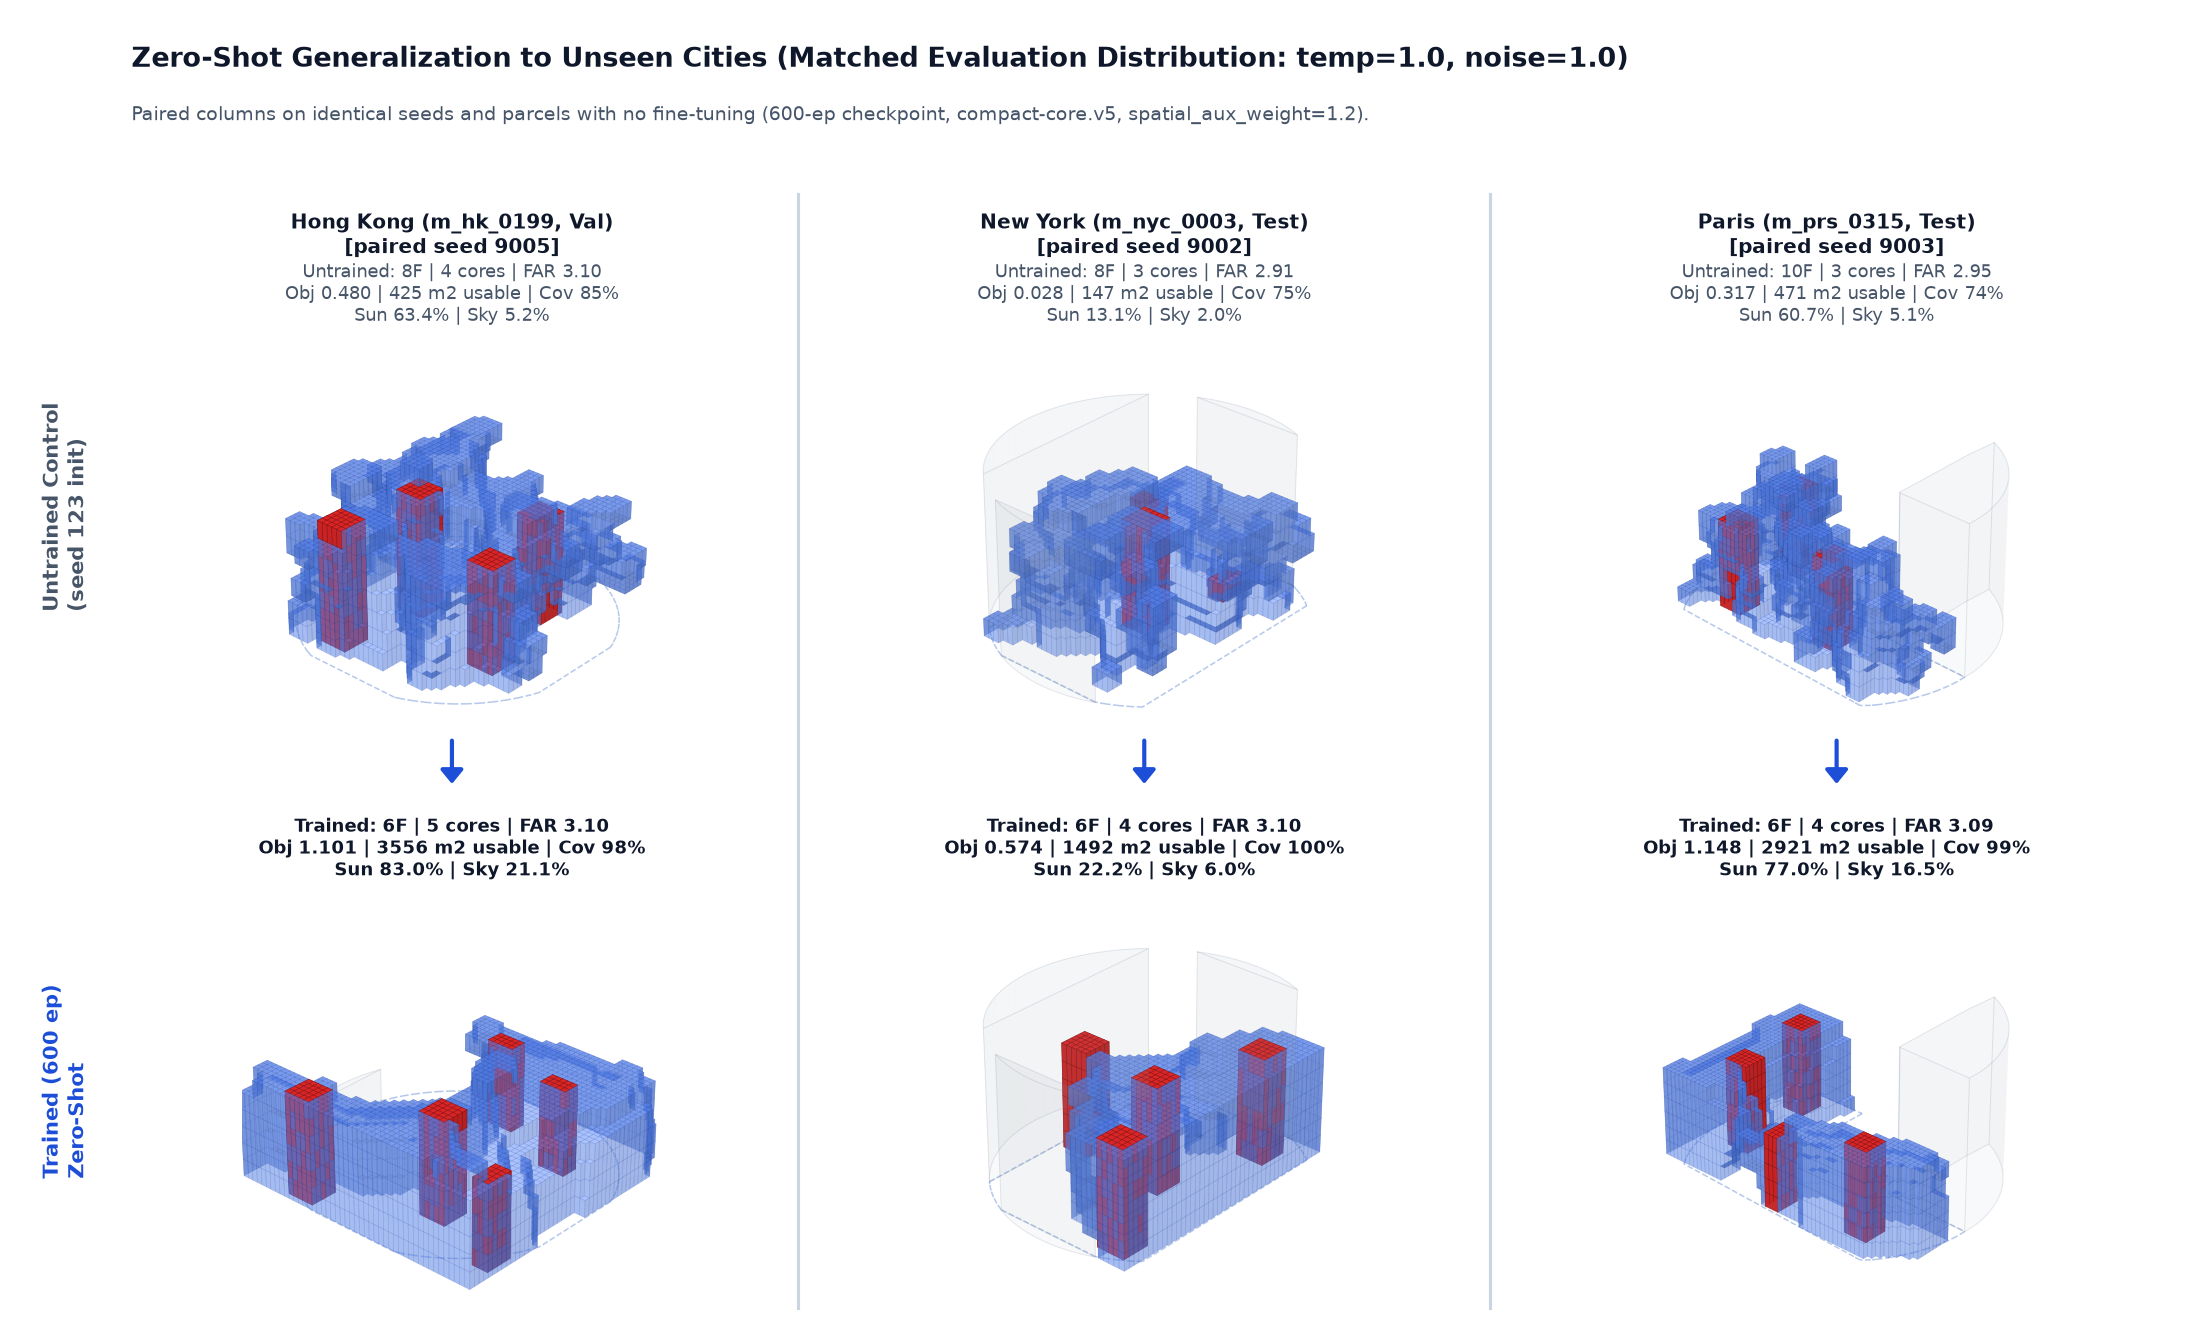 Zero-Shot Generalization to Unseen Cities (Matched Evaluation Distribution: temp=1.0, noise=1.0)
Paired columns on identical seeds and parcels with no fine-tuning (600-ep checkpoint, compact-core.v5, spatial_aux_weight=1.2).
Hong Kong (m_hk_0199, Val)
[paired seed 9005]
Untrained: 8F | 4 cores | FAR 3.10
Obj 0.480 | 425 m2 usable | Cov 85%
Sun 63.4% | Sky 5.2%
New York (m_nyc_0003, Test)
[paired seed 9002]
Untrained: 8F | 3 cores | FAR 2.91
Obj 0.028 | 147 m2 usable | Cov 75%
Sun 13.1% | Sky 2.0%
Paris (m_prs_0315, Test)
[paired seed 9003]
Untrained: 10F | 3 cores | FAR 2.95
Obj 0.317 | 471 m2 usable | Cov 74%
Sun 60.7% | Sky 5.1%
Untrained Control
(seed 123 init)
Trained: 6F | 5 cores | FAR 3.10
Obj 1.101 | 3556 m2 usable | Cov 98%
Sun 83.0% | Sky 21.1%
Trained: 6F | 4 cores | FAR 3.10
Obj 0.574 | 1492 m2 usable | Cov 100%
Sun 22.2% | Sky 6.0%
Trained: 6F | 4 cores | FAR 3.09
Obj 1.148 | 2921 m2 usable | Cov 99%
Sun 77.0% | Sky 16.5%
Trained (600 ep)
Zero-Shot